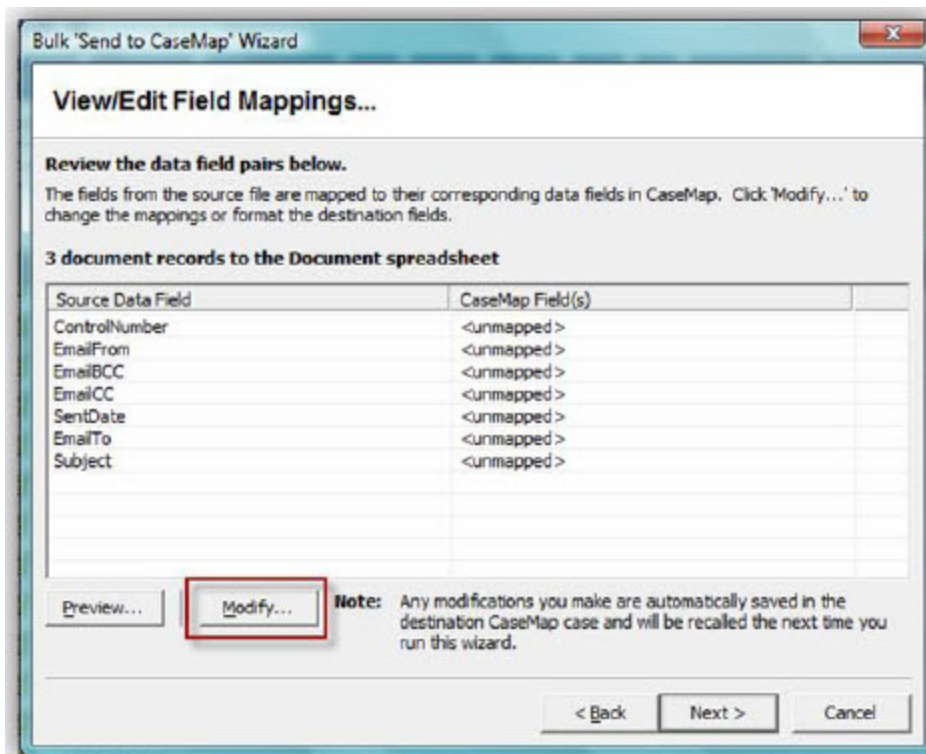 Bulk 'Send to CaseMap' Wizard
View/Edit Field Mappings...
Review the data field pairs below.
The fields from the source file are mapped to their corresponding data fields in CaseMap. Click 'Modify...' to
change the mappings or format the destination fields.
3 document records to the Document spreadsheet
Source Data Field CaseMap Field(s)
ControlNumber <unmapped>
EmailFrom <unmapped>
EmailBCC <unmapped>
EmailCC <unmapped>
SentDate <unmapped>
EmailTo <unmapped>
Subject <unmapped>
Preview... Modify... Note: Any modifications you make are automatically saved in the
destination CaseMap case and will be recalled the next time you
run this wizard.
< Back Next > Cancel